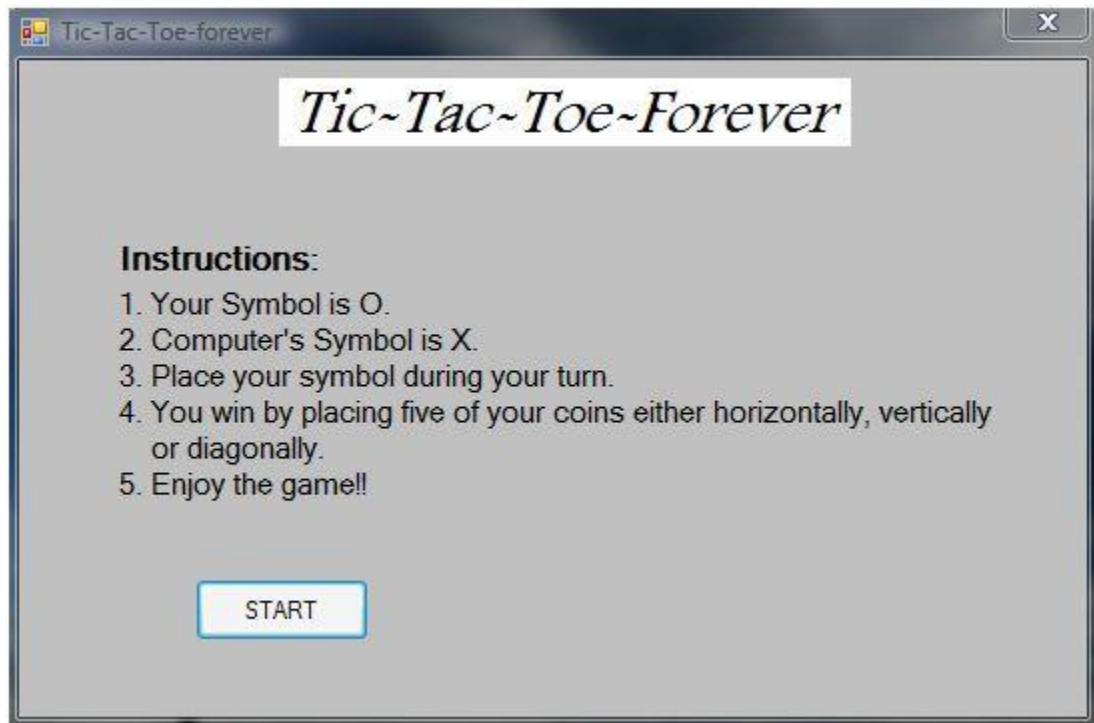 Tic-Tac-Toe-forever
X
Tic-Tac-Toe-Forever
Instructions:
1. Your Symbol is O.
2. Computer's Symbol is X.
3. Place your symbol during your turn.
4. You win by placing five of your coins either horizontally, vertically
or diagonally.
5. Enjoy the game!!
START